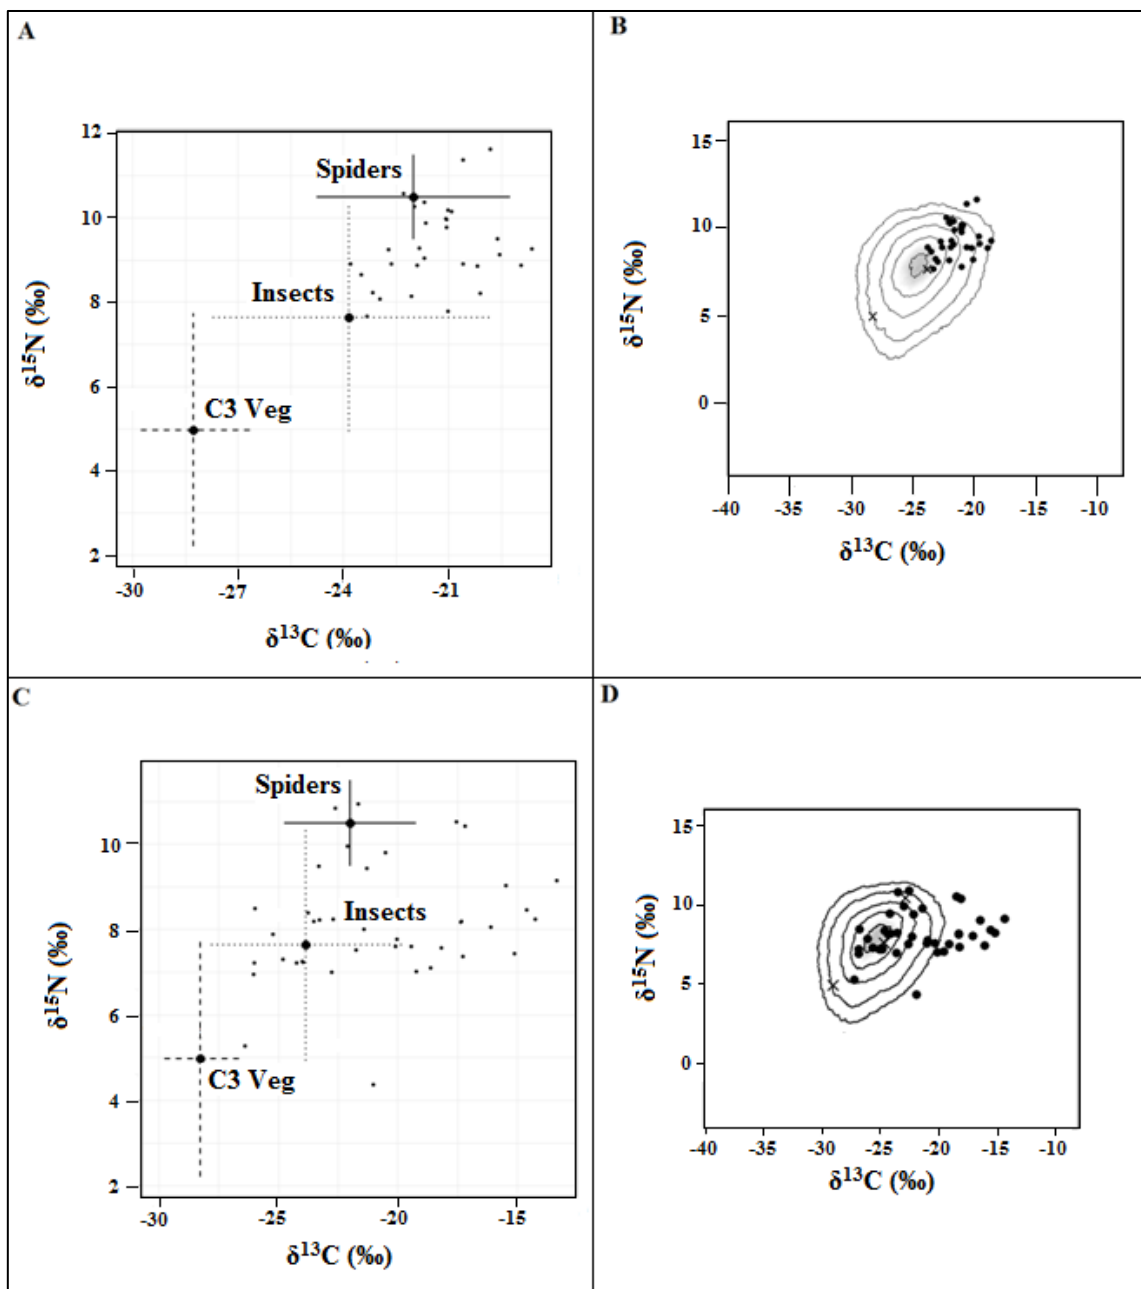 A
12
10
8
6
4
2
Spiders
Insects
C3 Veg
δ15N (‰)
-30 -27 -24 -21
δ13C (‰)
B
15
10
5
0
δ15N (‰)
-40 -35 -30 -25 -20 -15 -10
δ13C (‰)
C
10
8
6
4
2
Spiders
Insects
C3 Veg
δ15N (‰)
-30 -25 -20 -15
δ13C (‰)
D
15
10
5
0
δ15N (‰)
-40 -35 -30 -25 -20 -15 -10
δ13C (‰)